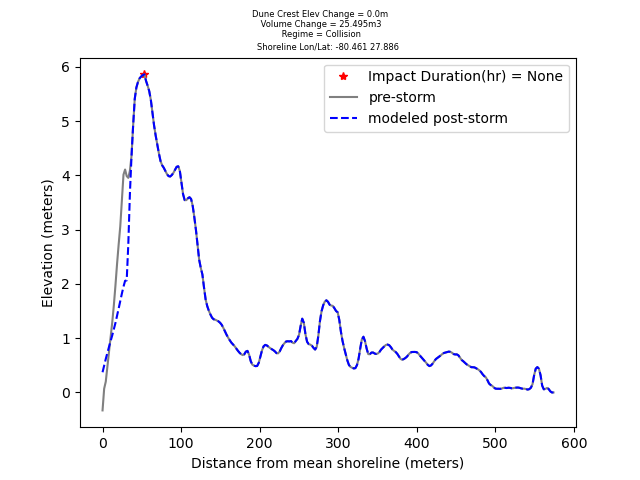 Dune Crest Elev Change = 0.0m
Volume Change = 25.495m3
Regime = Collision
Shoreline Lon/Lat: -80.461 27.886
Impact Duration(hr) = None
pre-storm
modeled post-storm
Elevation (meters)
6
5
4
3
2
1
0
0 100 200 300 400 500 600
Distance from mean shoreline (meters)